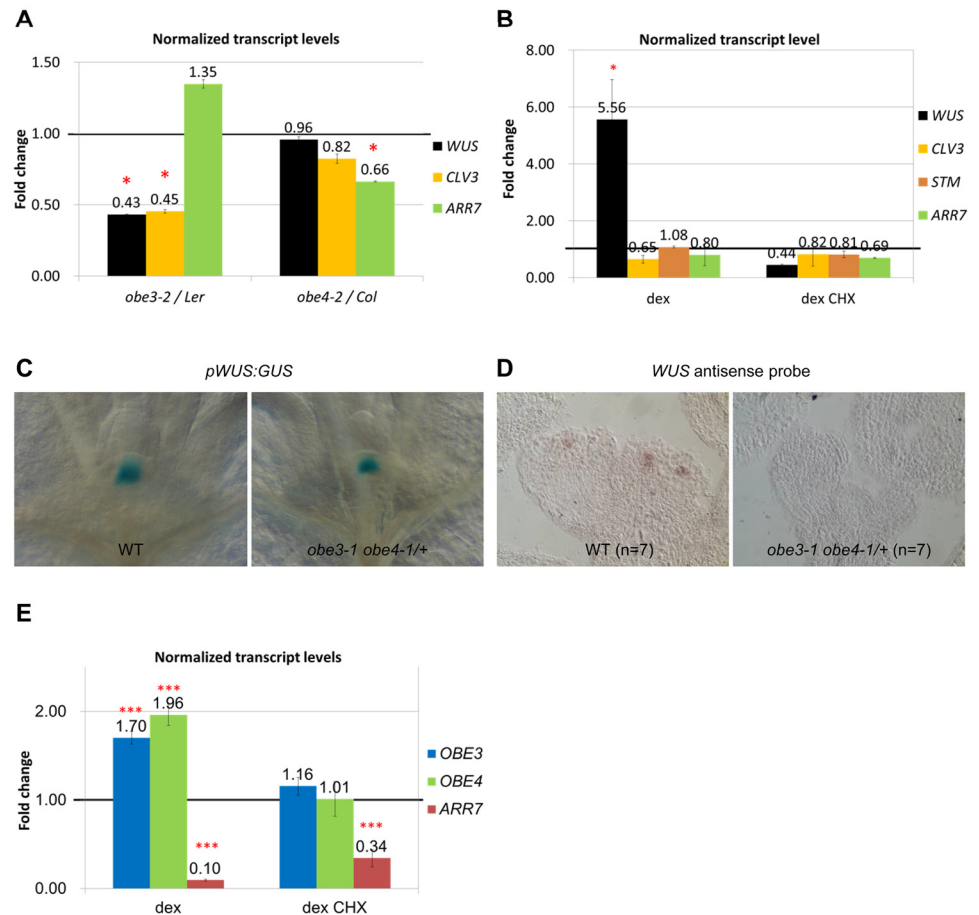 A
Normalized transcript levels
Fold change
1.50
1.00
0.50
0.00
* 0.43
* 0.45
1.35
0.96
0.82
* 0.66
obe3-2 / Ler
obe4-2 / Col
WUS
CLV3
ARR7
B
Normalized transcript level
Fold change
8.00
6.00
4.00
2.00
0.00
* 5.56
0.65
1.08
0.80
0.44
0.82
0.81
0.69
dex
dex CHX
WUS
CLV3
STM
ARR7
C
pWUS:GUS
WT
obe3-1 obe4-1/+
D
WUS antisense probe
WT (n=7)
obe3-1 obe4-1/+ (n=7)
E
Normalized transcript levels
Fold change
2.00
1.00
0.00
*** 1.70
*** 1.96
*** 0.10
1.16
1.01
*** 0.34
dex
dex CHX
OBE3
OBE4
ARR7